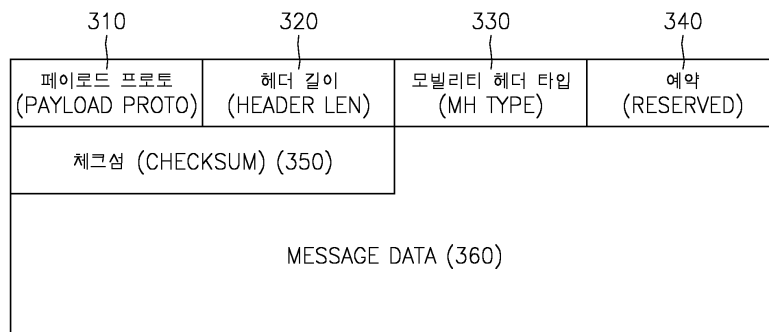 310 320 330 340
페이로드 프로토 헤더 길이 모빌리티 헤더 타입 예약
(PAYLOAD PROTO) (HEADER LEN) (MH TYPE) (RESERVED)
체크섬 (CHECKSUM) (350)
MESSAGE DATA (360)